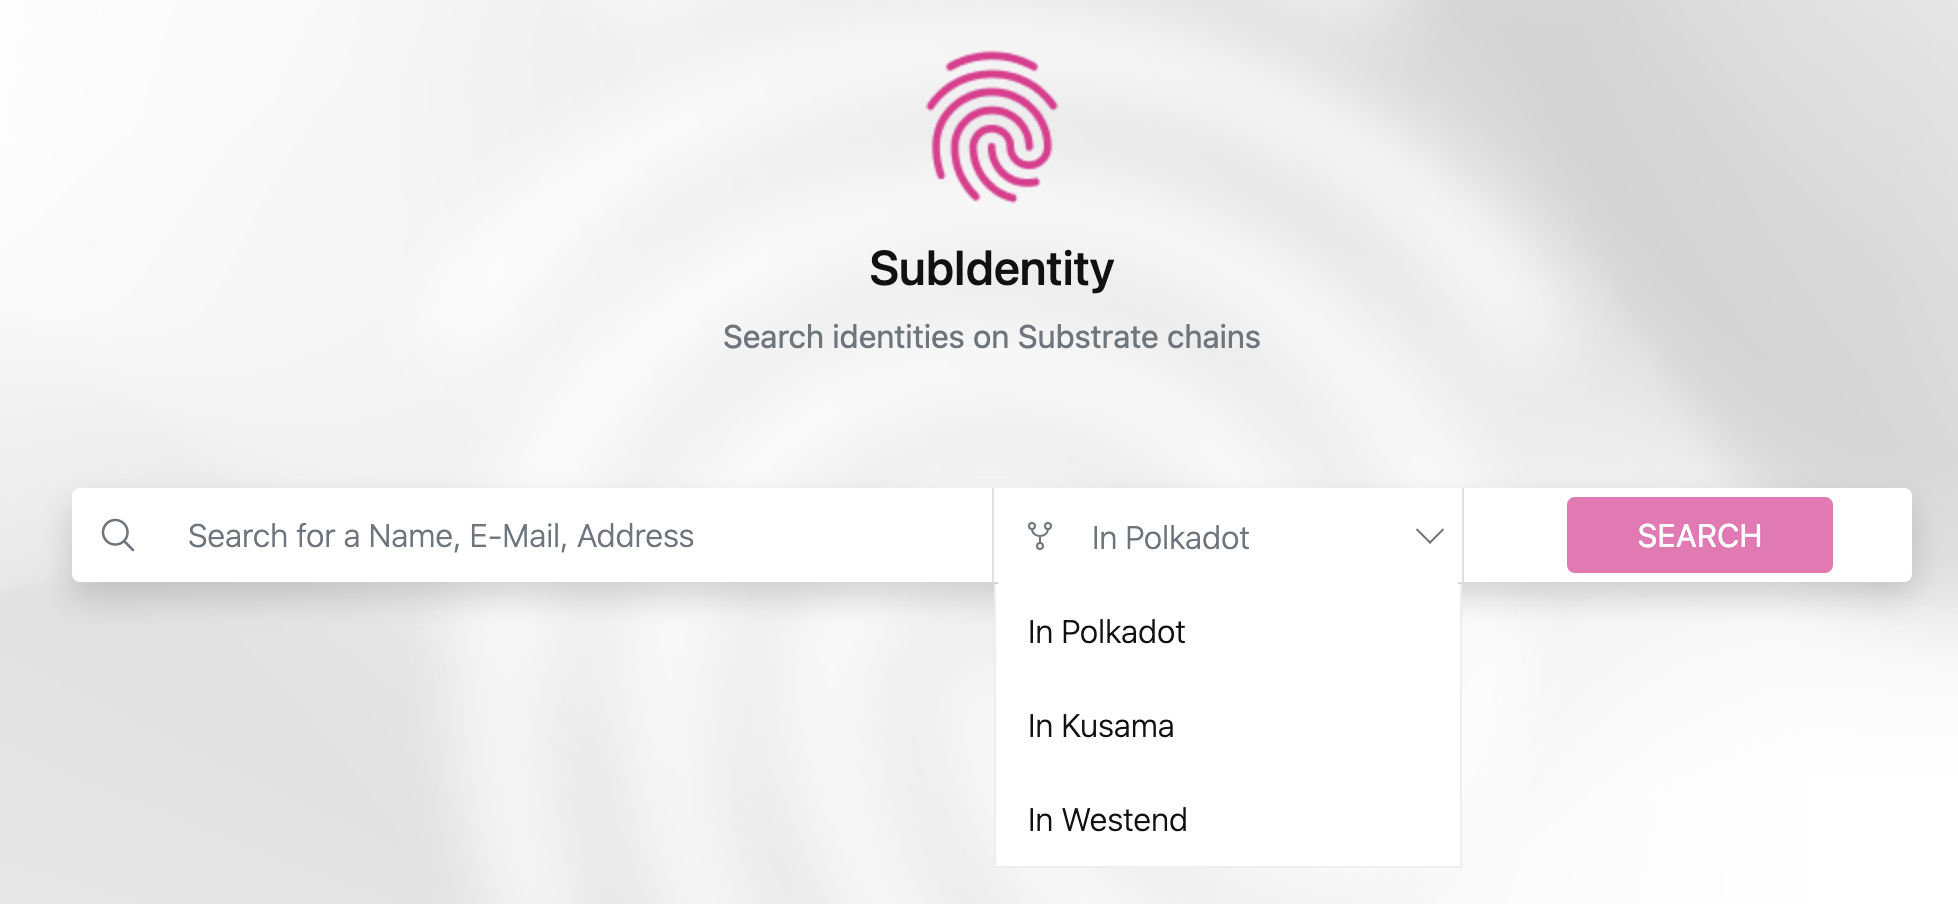 SubIdentity
Search identities on Substrate chains
Search for a Name, E-Mail, Address
In Polkadot
SEARCH
In Polkadot
In Kusama
In Westend